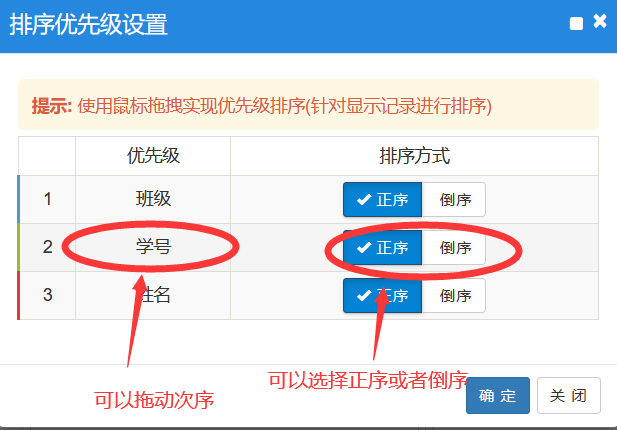 排序优先级设置
提示: 使用鼠标拖拽实现优先级排序(针对显示记录进行排序)
优先级 排序方式
1 班级 正序 倒序
2 学号 正序 倒序
3 姓名 正序 倒序
可以选择正序或者倒序
可以拖动次序
确 定 关 闭